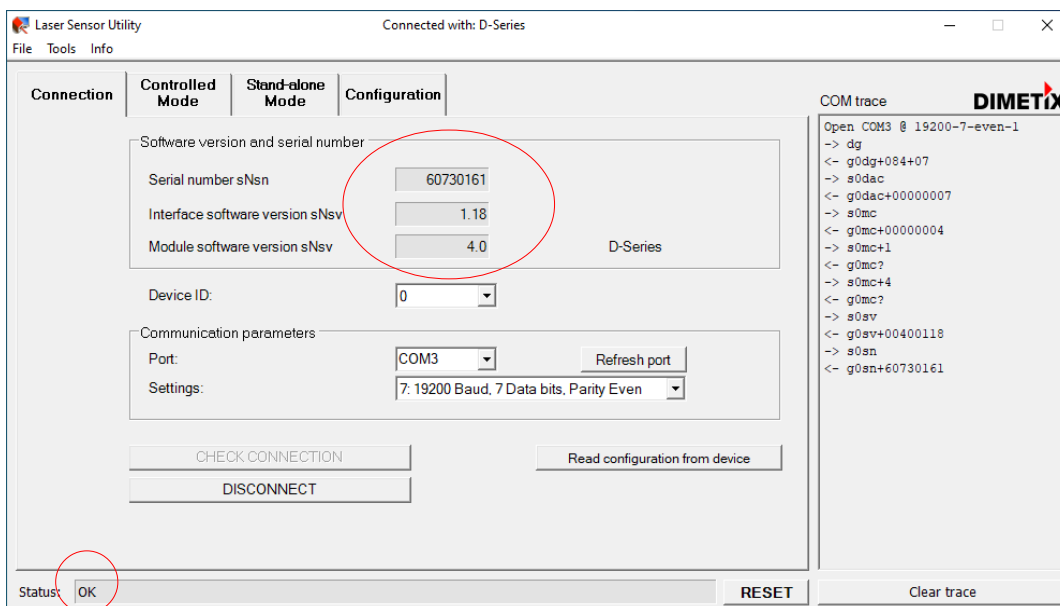 Laser Sensor Utility
Connected with: D-Series
File Tools Info
Connection
Controlled Mode
Stand-alone Mode
Configuration
Software version and serial number
Serial number sNsn 60730161
Interface software version sNsv 1.18
Module software version sNsv 4.0 D-Series
Device ID: 0
Communication parameters
Port: COM3 Refresh port
Settings: 7: 19200 Baud, 7 Data bits, Parity Even
CHECK CONNECTION
Read configuration from device
DISCONNECT
Status: OK
RESET
COM trace
DIMETIX
Open COM3 @ 19200-7-even-1
-> dg
<- g0dg+084+07
-> s0dac
<- g0dac+00000007
-> s0mc
<- g0mc+00000004
-> s0mc+1
<- g0mc?
-> s0mc+4
<- g0mc?
-> s0sv
<- g0sv+00400118
-> s0sn
<- g0sn+60730161
Clear trace